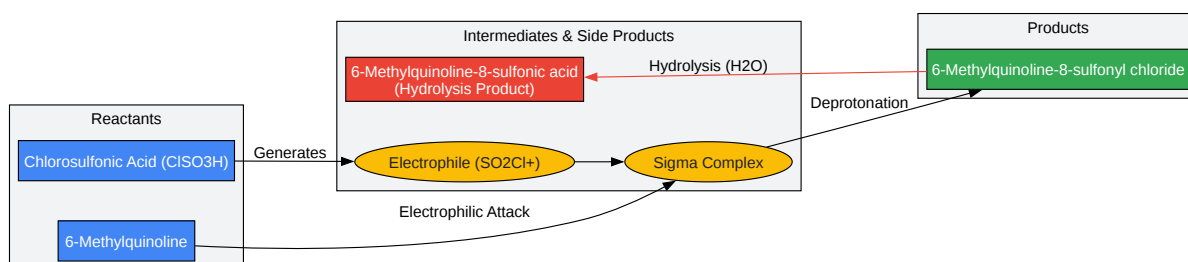 Reactants
Chlorosulfonic Acid (ClSO3H)
6-Methylquinoline
Generates
Electrophilic Attack
Intermediates & Side Products
6-Methylquinoline-8-sulfonic acid
(Hydrolysis Product)
Electrophile (SO2Cl+)
Sigma Complex
Hydrolysis (H2O)
Deprotonation
Products
6-Methylquinoline-8-sulfonyl chloride